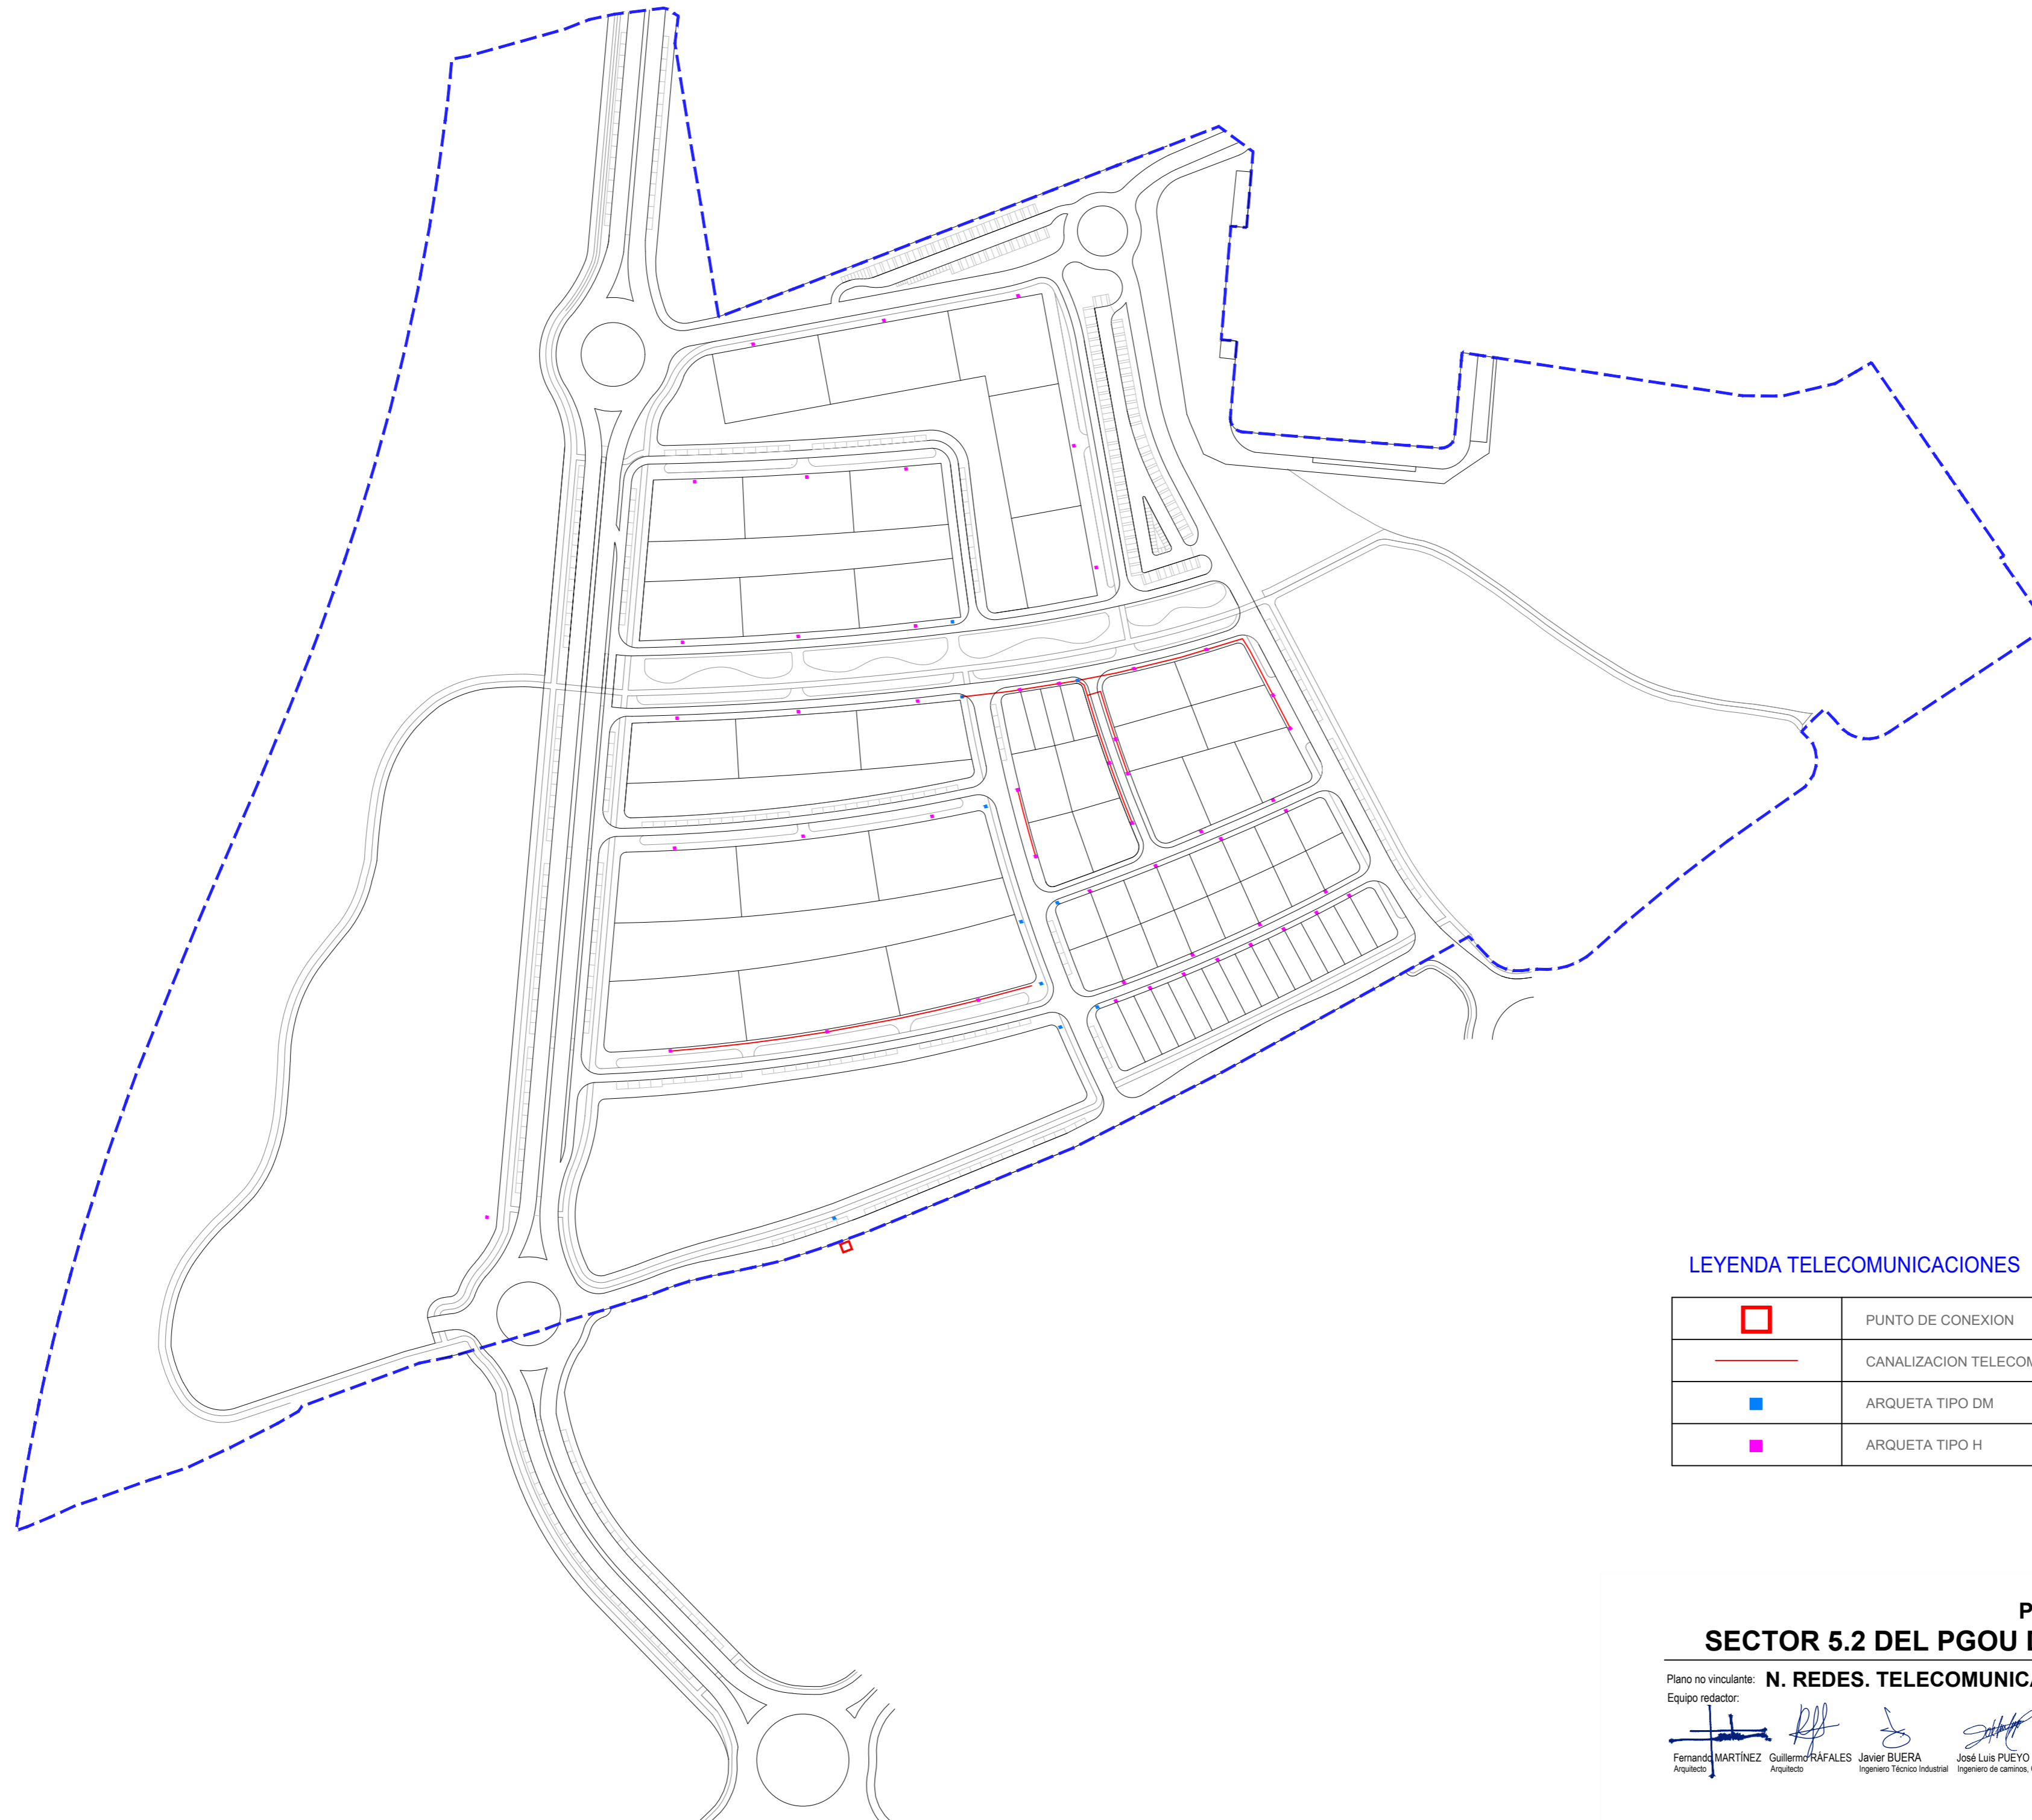 LEYENDA TELECOMUNICACIONES
PUNTO DE CONEXION
CANALIZACION
ARQUETA TIPO DM
ARQUETA TIPO H
SECTOR 5.2 DEL PGOU
Plano no vinculante: N. REDES.
Equipo redactor:
Fernando MARTÍNEZ Guillermo RÁFALES Javier BUERA José Luis PUEYO
Arquitecto Arquitecto Ingeniero Técnico Industrial Ingeniero de caminos,